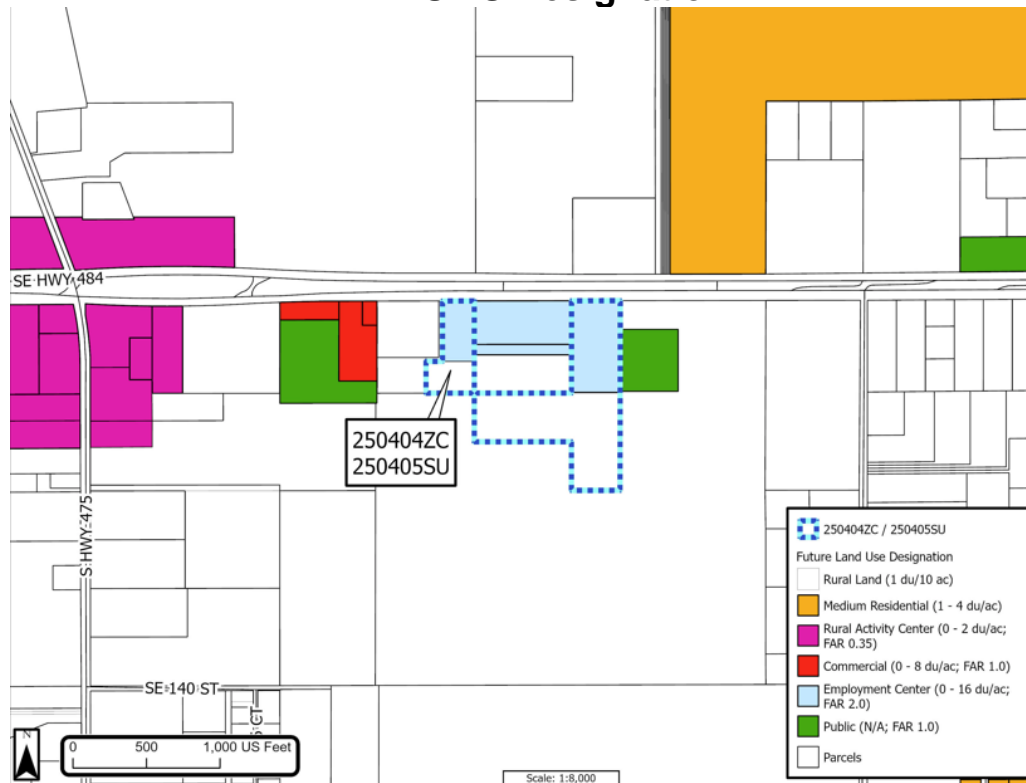 SE HWY 484
250404ZC
250405SU
S HWY 475
SE 140 ST
CT
N
0 500 1,000 US Feet
Scale: 1:8,000
250404ZC / 250405SU
Future Land Use Designation
Rural Land (1 du/10 ac)
Medium Residential (1 - 4 du/ac)
Rural Activity Center (0 - 2 du/ac;
FAR 0.35)
Commercial (0 - 8 du/ac; FAR 1.0)
Employment Center (0 - 16 du/ac;
FAR 2.0)
Public (N/A; FAR 1.0)
Parcels